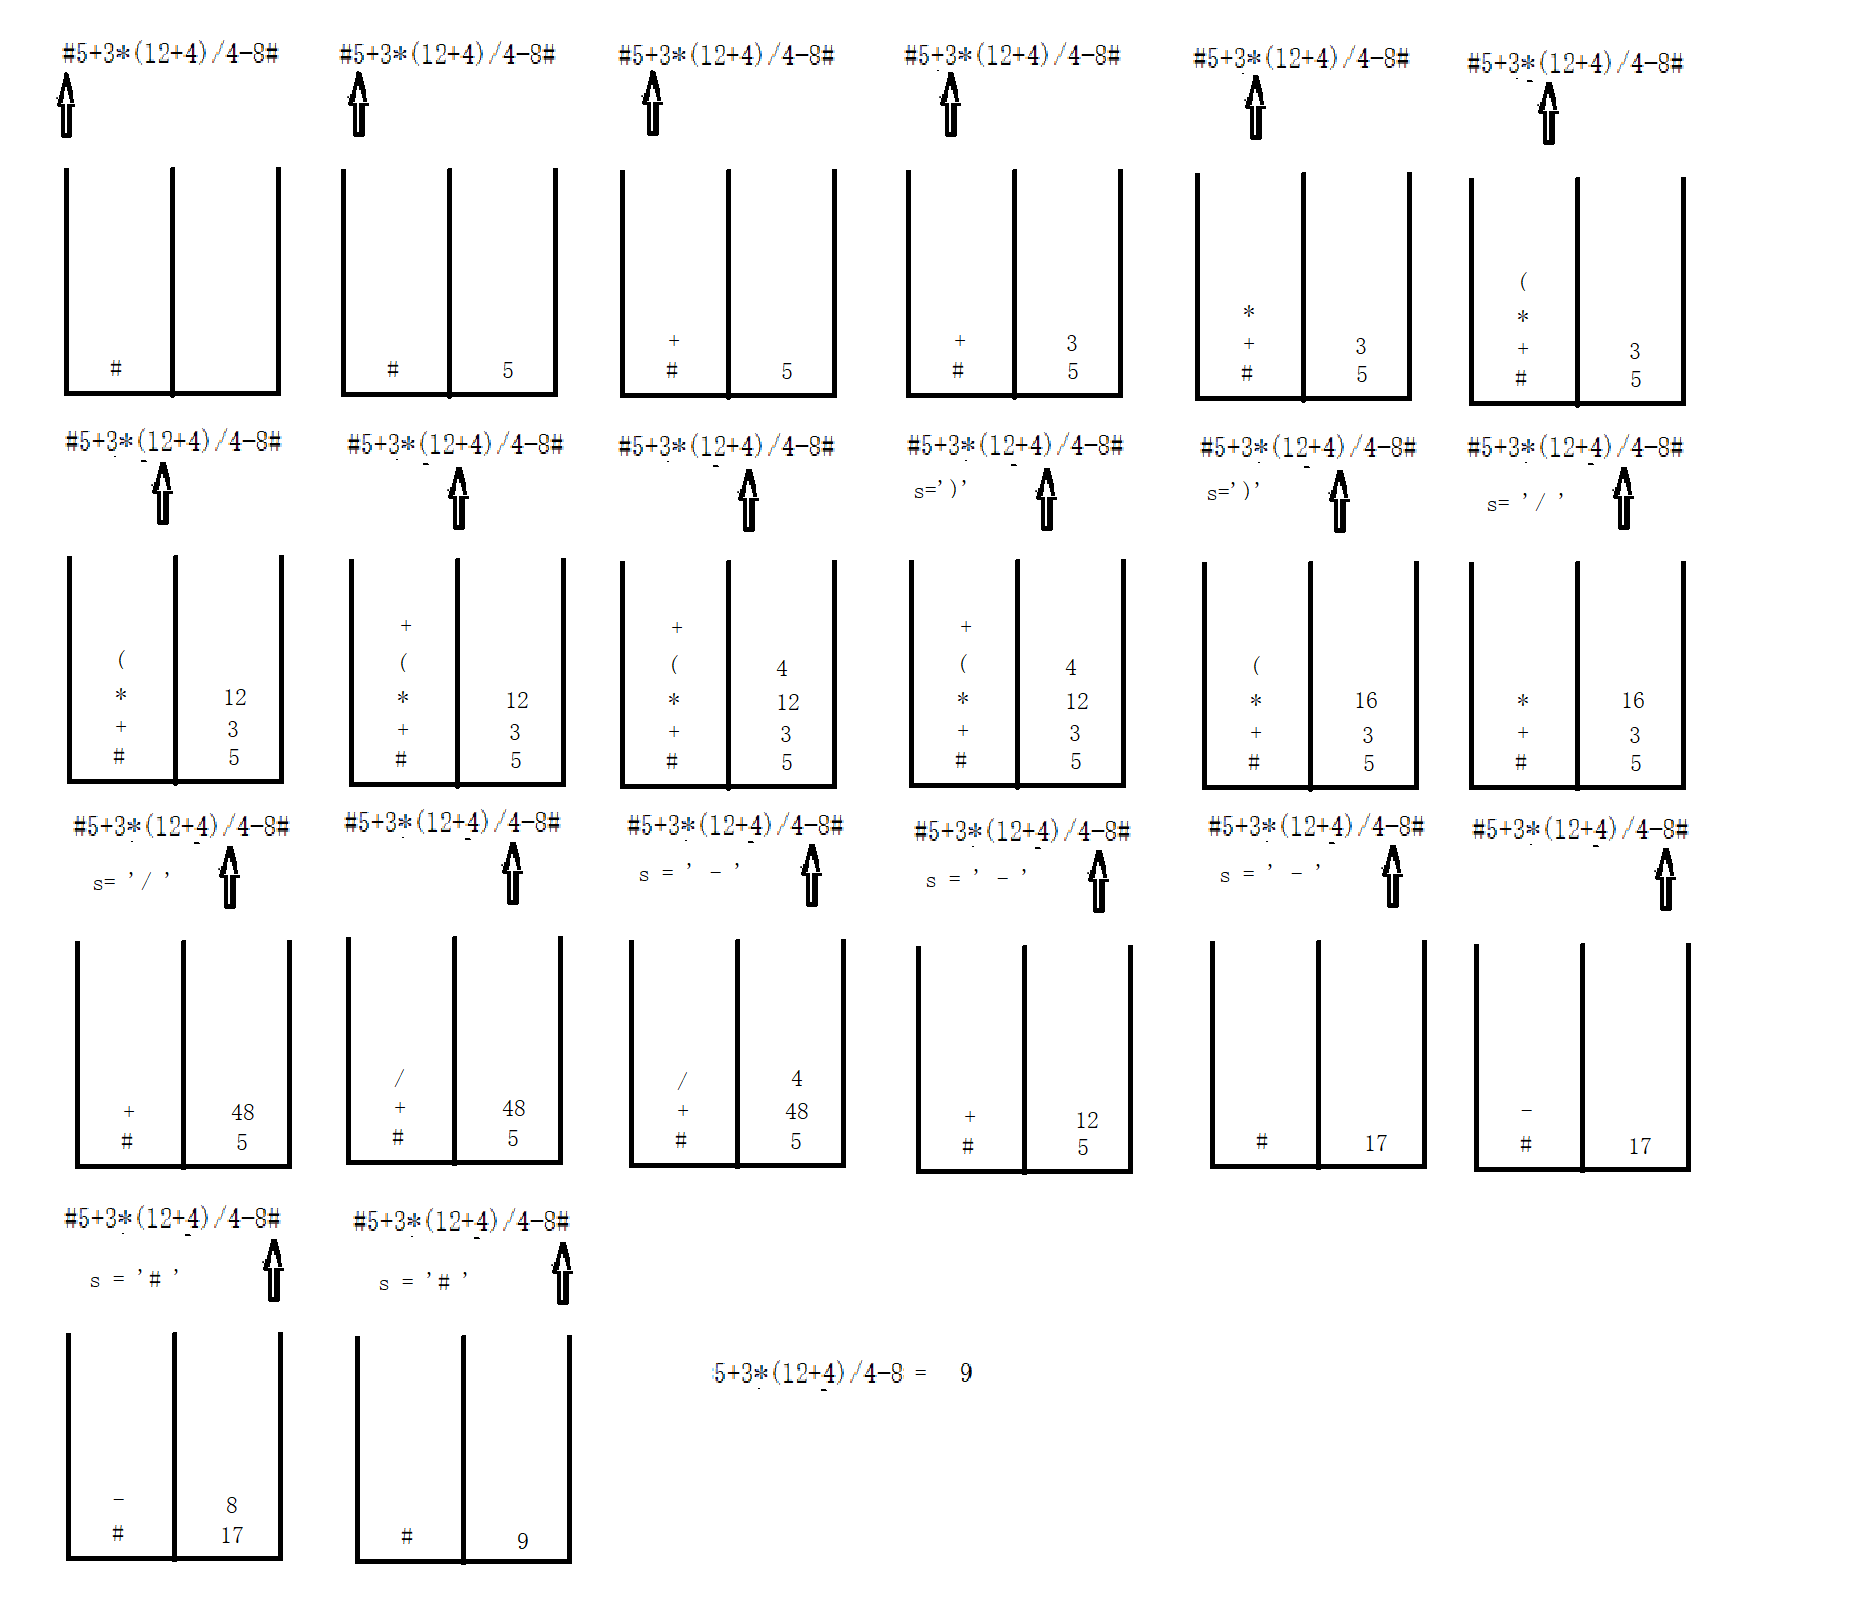 #5+3*(12+4)/4-8# #5+3*(12+4)/4-8# #5+3*(12+4)/4-8# #5+3*(12+4)/4-8# #5+3*(12+4)/4-8# #5+3*(12+4)/4-8#
(
* *
+ + 3 + 3 + 3
# # 5 # 5 # 5 # 5 # 5
#5+3*(12+4)/4-8# #5+3*(12+4)/4-8# #5+3*(12+4)/4-8# #5+3*(12+4)/4-8# #5+3*(12+4)/4-8# #5+3*(12+4)/4-8#
s=')' s=')' s= '/ '
+ + +
( ( ( 4 ( 4 (
* 12 * 12 * 12 * 12 * 16 * 16
+ 3 + 3 + 3 + 3 + 3 + 3
# 5 # 5 # 5 # 5 # 5 # 5
#5+3*(12+4)/4-8# #5+3*(12+4)/4-8# #5+3*(12+4)/4-8# #5+3*(12+4)/4-8# #5+3*(12+4)/4-8# #5+3*(12+4)/4-8#
s= '/ ' s = ' - ' s = ' - ' s = ' - '
/ / 4
+ 48 + 48 + 48 + 12 -
# 5 # 5 # 5 # 5 # 17 # 17
#5+3*(12+4)/4-8# #5+3*(12+4)/4-8#
s = '# ' s = '# '
5+3*(12+4)/4-8 = 9
- 8
# 17 # 9